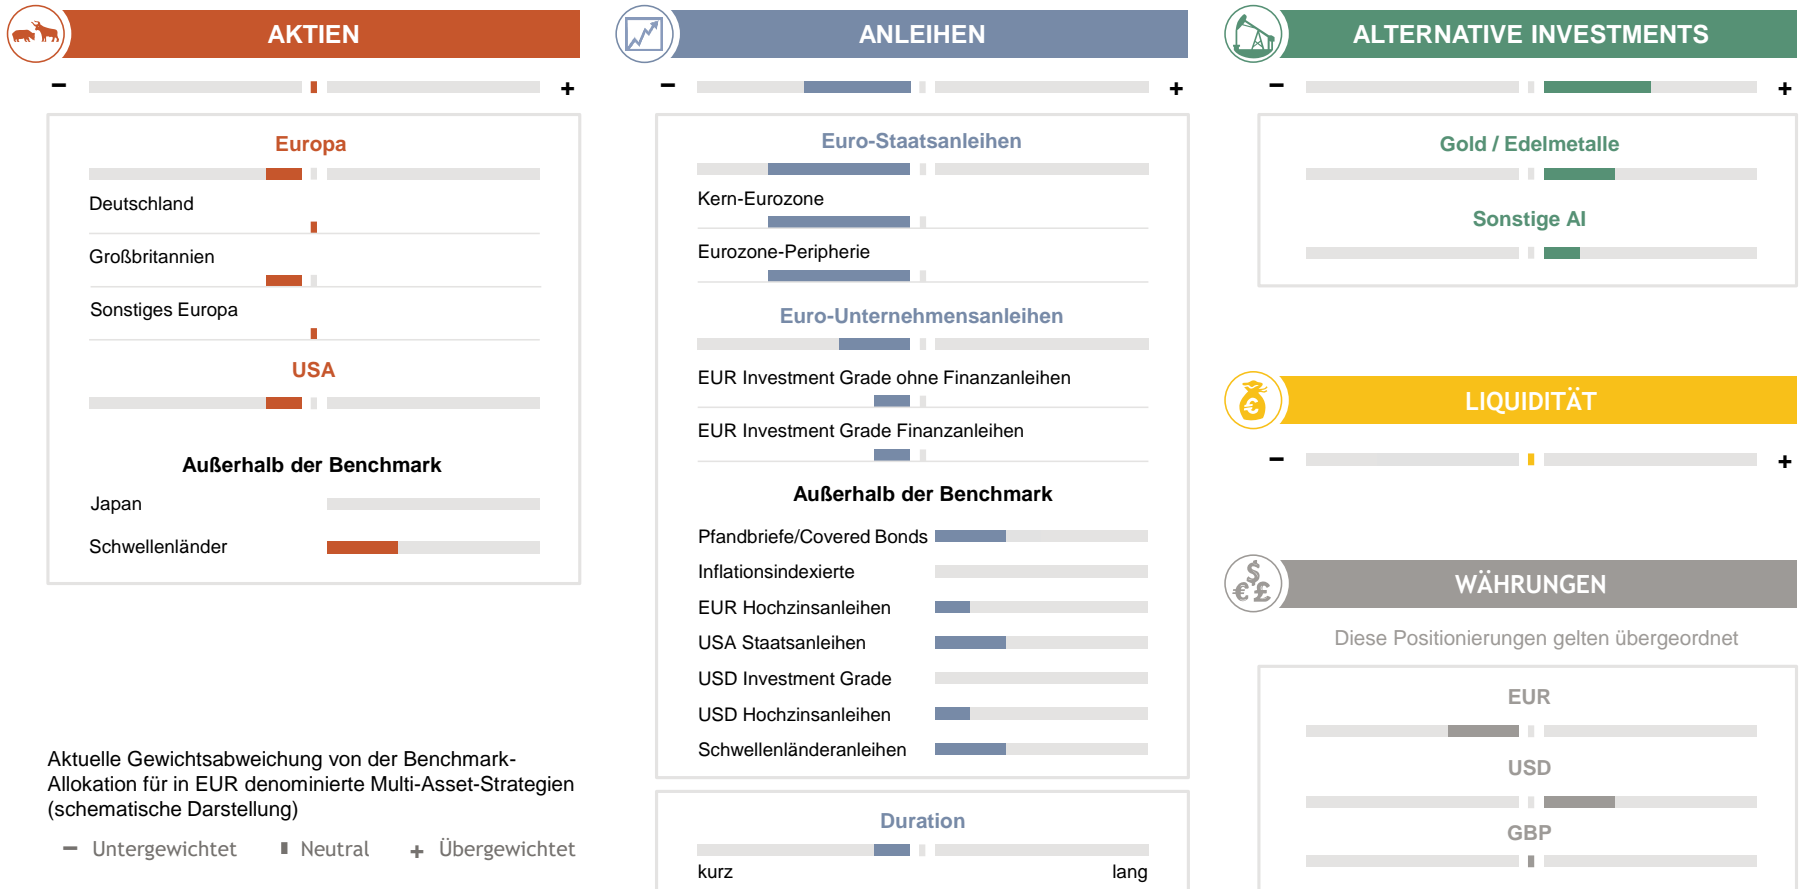 AKTIEN
− +
Europa
Deutschland
Großbritannien
Sonstiges Europa
USA
Außerhalb der Benchmark
Japan
Schwellenländer
Aktuelle Gewichtsabweichung von der Benchmark-
Allokation für in EUR denominierte Multi-Asset-Strategien
(schematische Darstellung)
− Untergewichtet Neutral + Übergewichtet
ANLEIHEN
− +
Euro-Staatsanleihen
Kern-Eurozone
Eurozone-Peripherie
Euro-Unternehmensanleihen
EUR Investment Grade ohne Finanzanleihen
EUR Investment Grade Finanzanleihen
Außerhalb der Benchmark
Pfandbriefe/Covered Bonds
Inflationsindexierte
EUR Hochzinsanleihen
USA Staatsanleihen
USD Investment Grade
USD Hochzinsanleihen
Schwellenländeranleihen
Duration
kurz lang
ALTERNATIVE INVESTMENTS
− +
Gold / Edelmetalle
Sonstige AI
€
LIQUIDITÄT
− +
$
€ £
WÄHRUNGEN
Diese Positionierungen gelten übergeordnet
EUR
USD
GBP